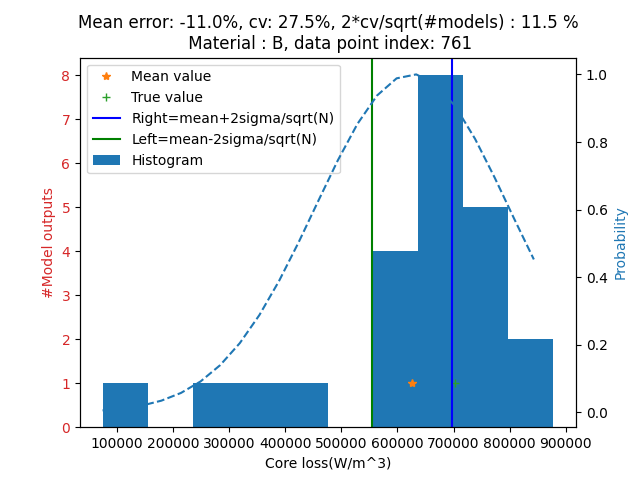 Mean error: -11.0%, cv: 27.5%, 2*cv/sqrt(#models) : 11.5 %
Material : B, data point index: 761
Mean value
True value
Right=mean+2sigma/sqrt(N)
Left=mean-2sigma/sqrt(N)
Histogram
#Model outputs
8
7
6
5
4
3
2
1
0
1.0
0.8
0.6
0.4
0.2
0.0
Probability
100000 200000 300000 400000 500000 600000 700000 800000 900000
Core loss(W/m^3)